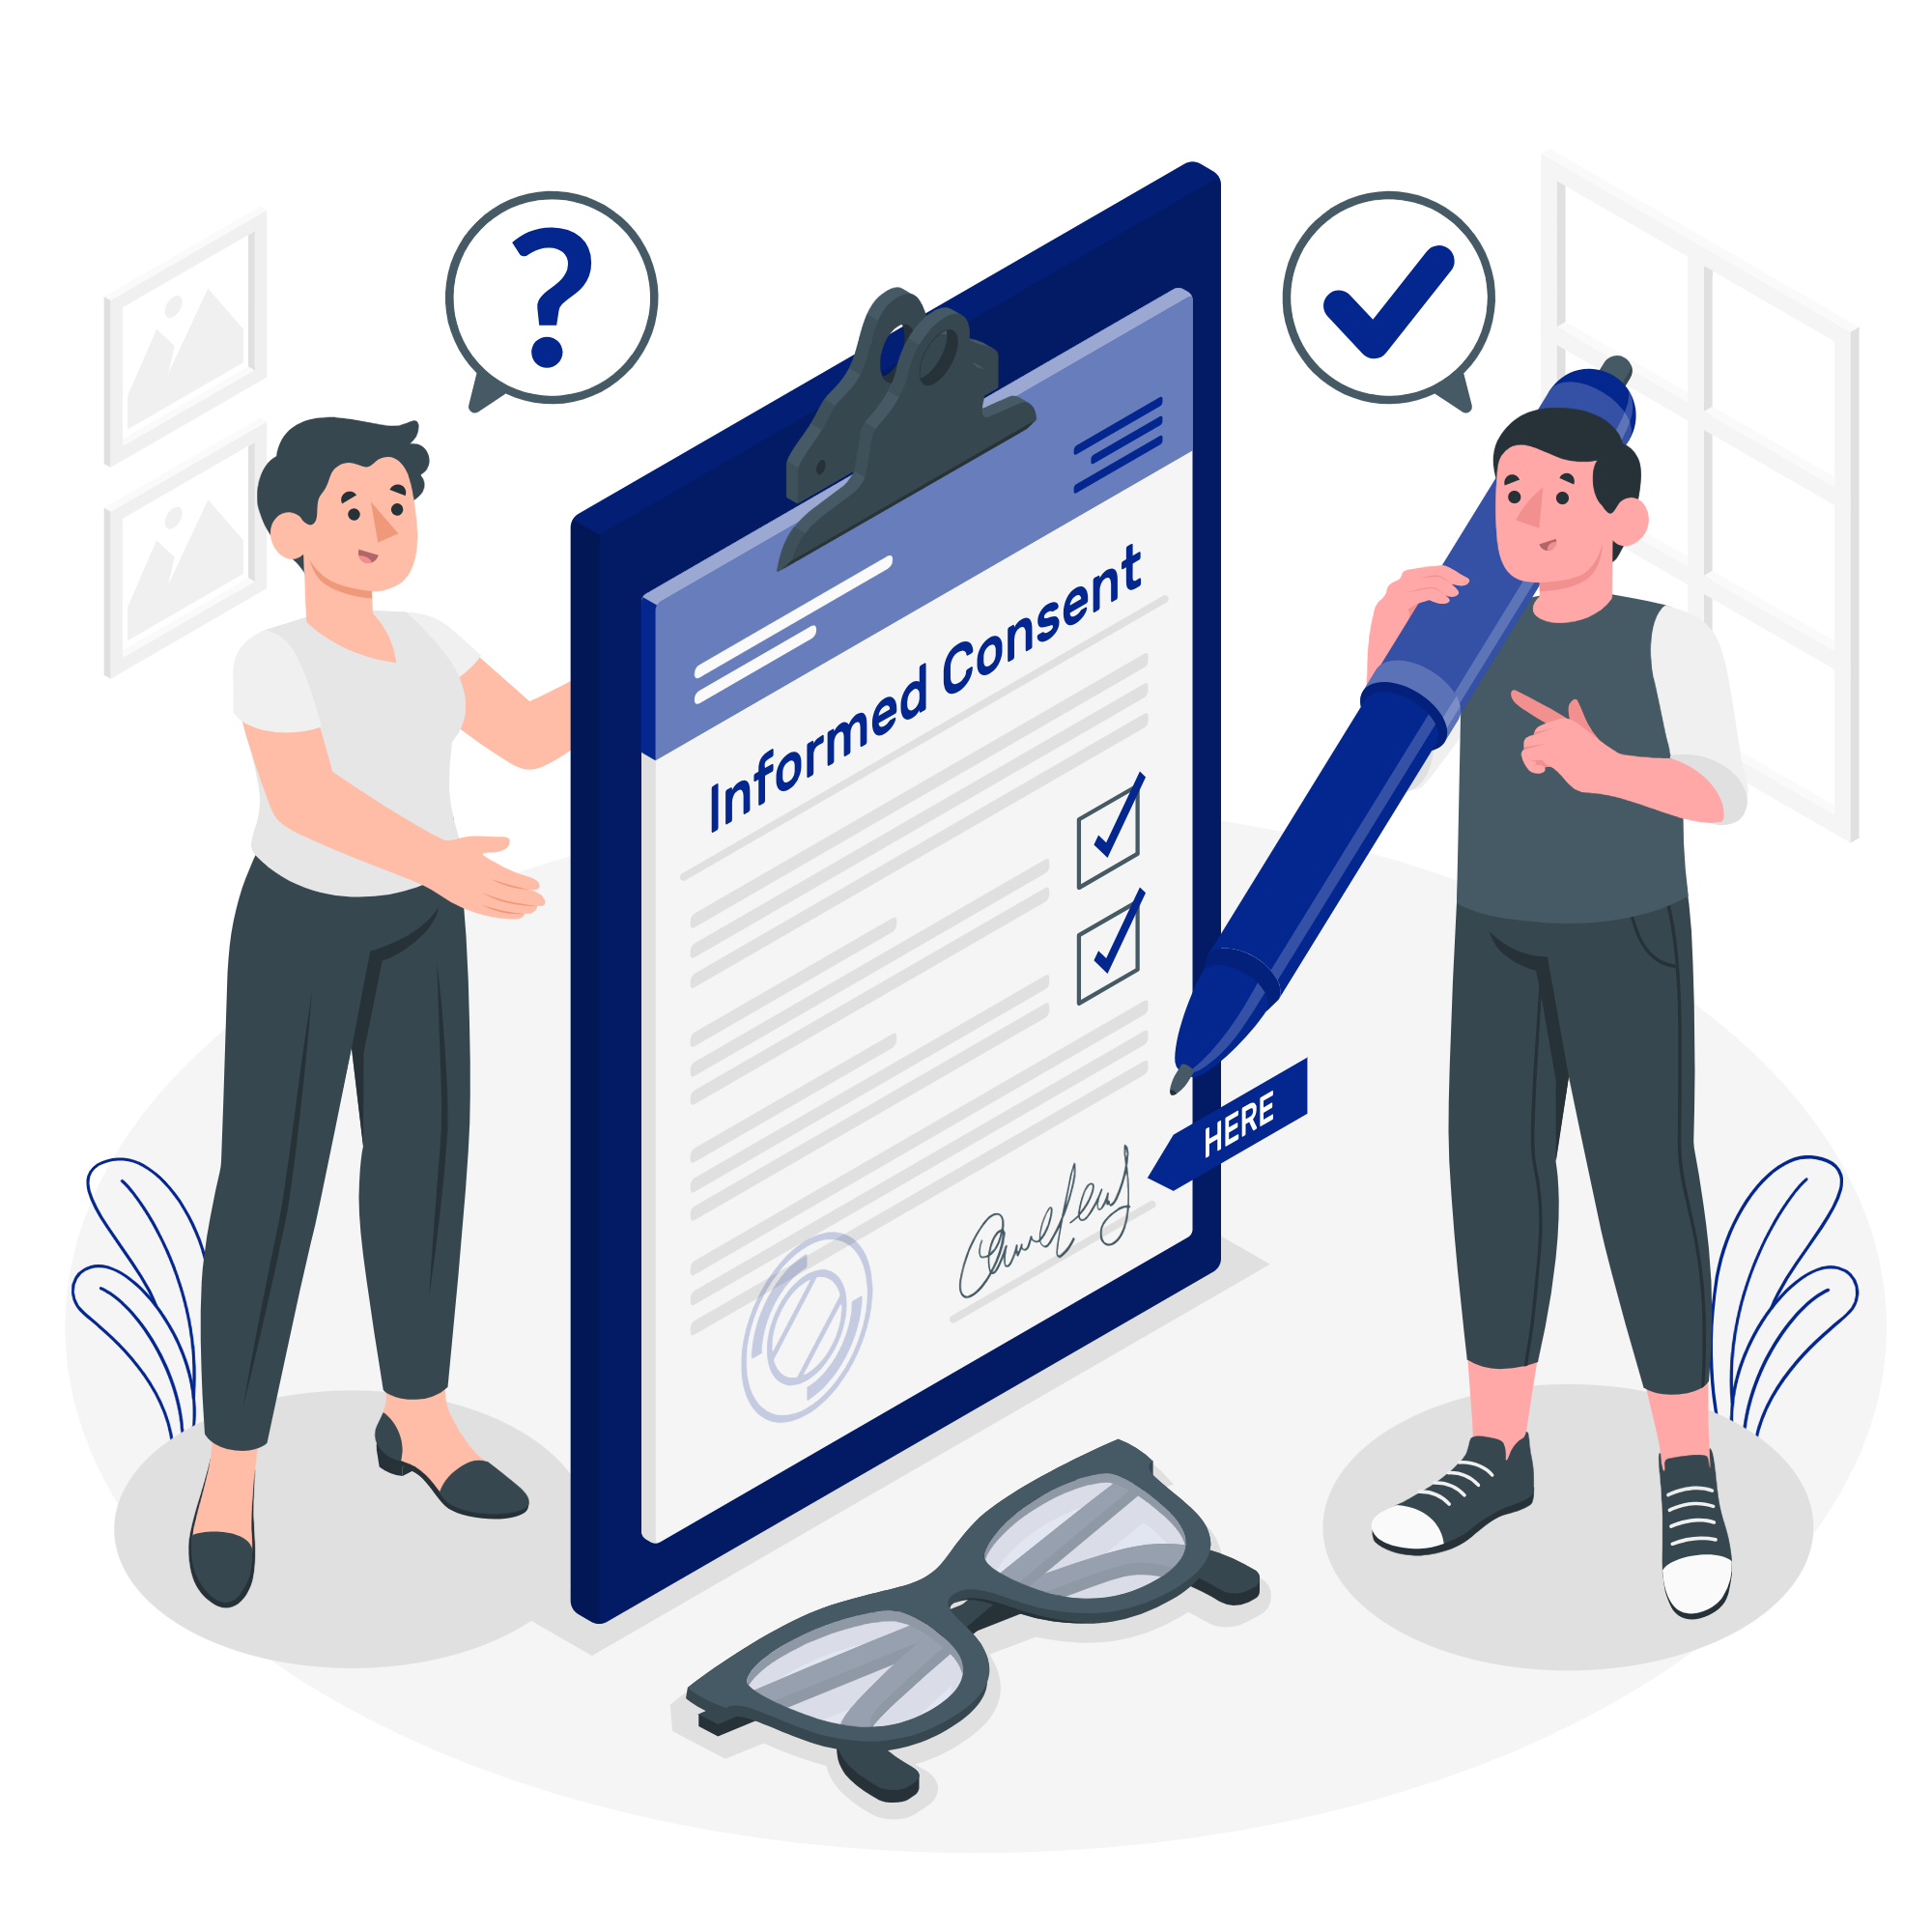 ?
Informed Consent
HERE